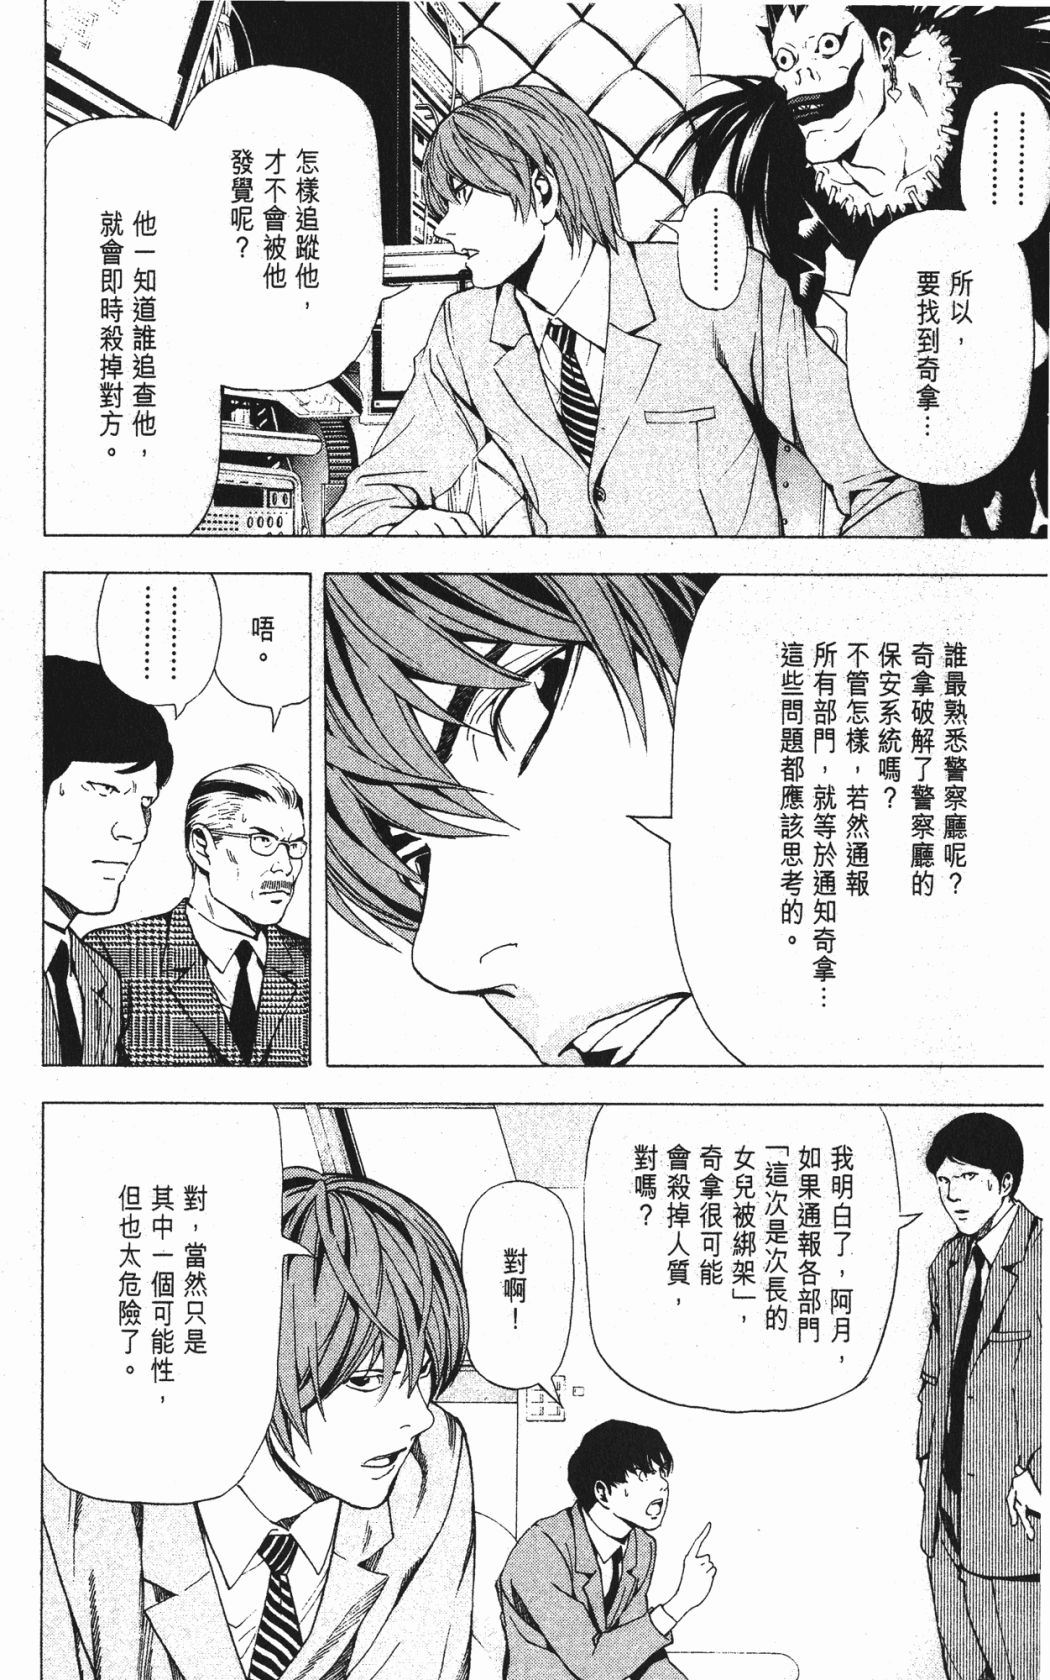 …………
…………
所以，
要找到奇拿…
…………
怎樣追蹤他，
才不會被他
發覺呢？
他一知道誰追查他，
就會即時殺掉對方。
誰最熟悉警察廳呢？
奇拿破解了警察廳的
保安系統嗎？
不管怎樣，若然通報
所有部門，就等於通知奇拿…
這些問題都應該思考的。
唔。
…………
…………
我明白了，阿月，
如果通報各部門
「這次是次長的
女兒被綁架」，
奇拿很可能
會殺掉人質，
對嗎？
對啊！
對，當然只是
其中一個可能性，
但也太危險了。